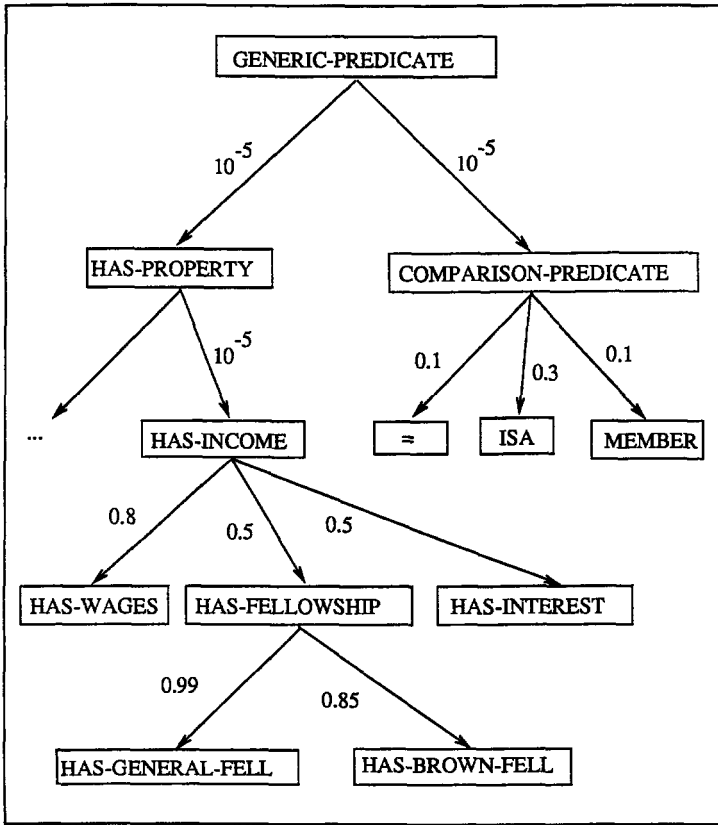 GENERIC-PREDICATE
10^-5 10^-5
HAS-PROPERTY COMPARISON-PREDICATE
10^-5 0.1 0.3 0.1
... HAS-INCOME = ISA MEMBER
0.8 0.5 0.5
HAS-WAGES HAS-FELLOWSHIP HAS-INTEREST
0.99 0.85
HAS-GENERAL-FELL HAS-BROWN-FELL